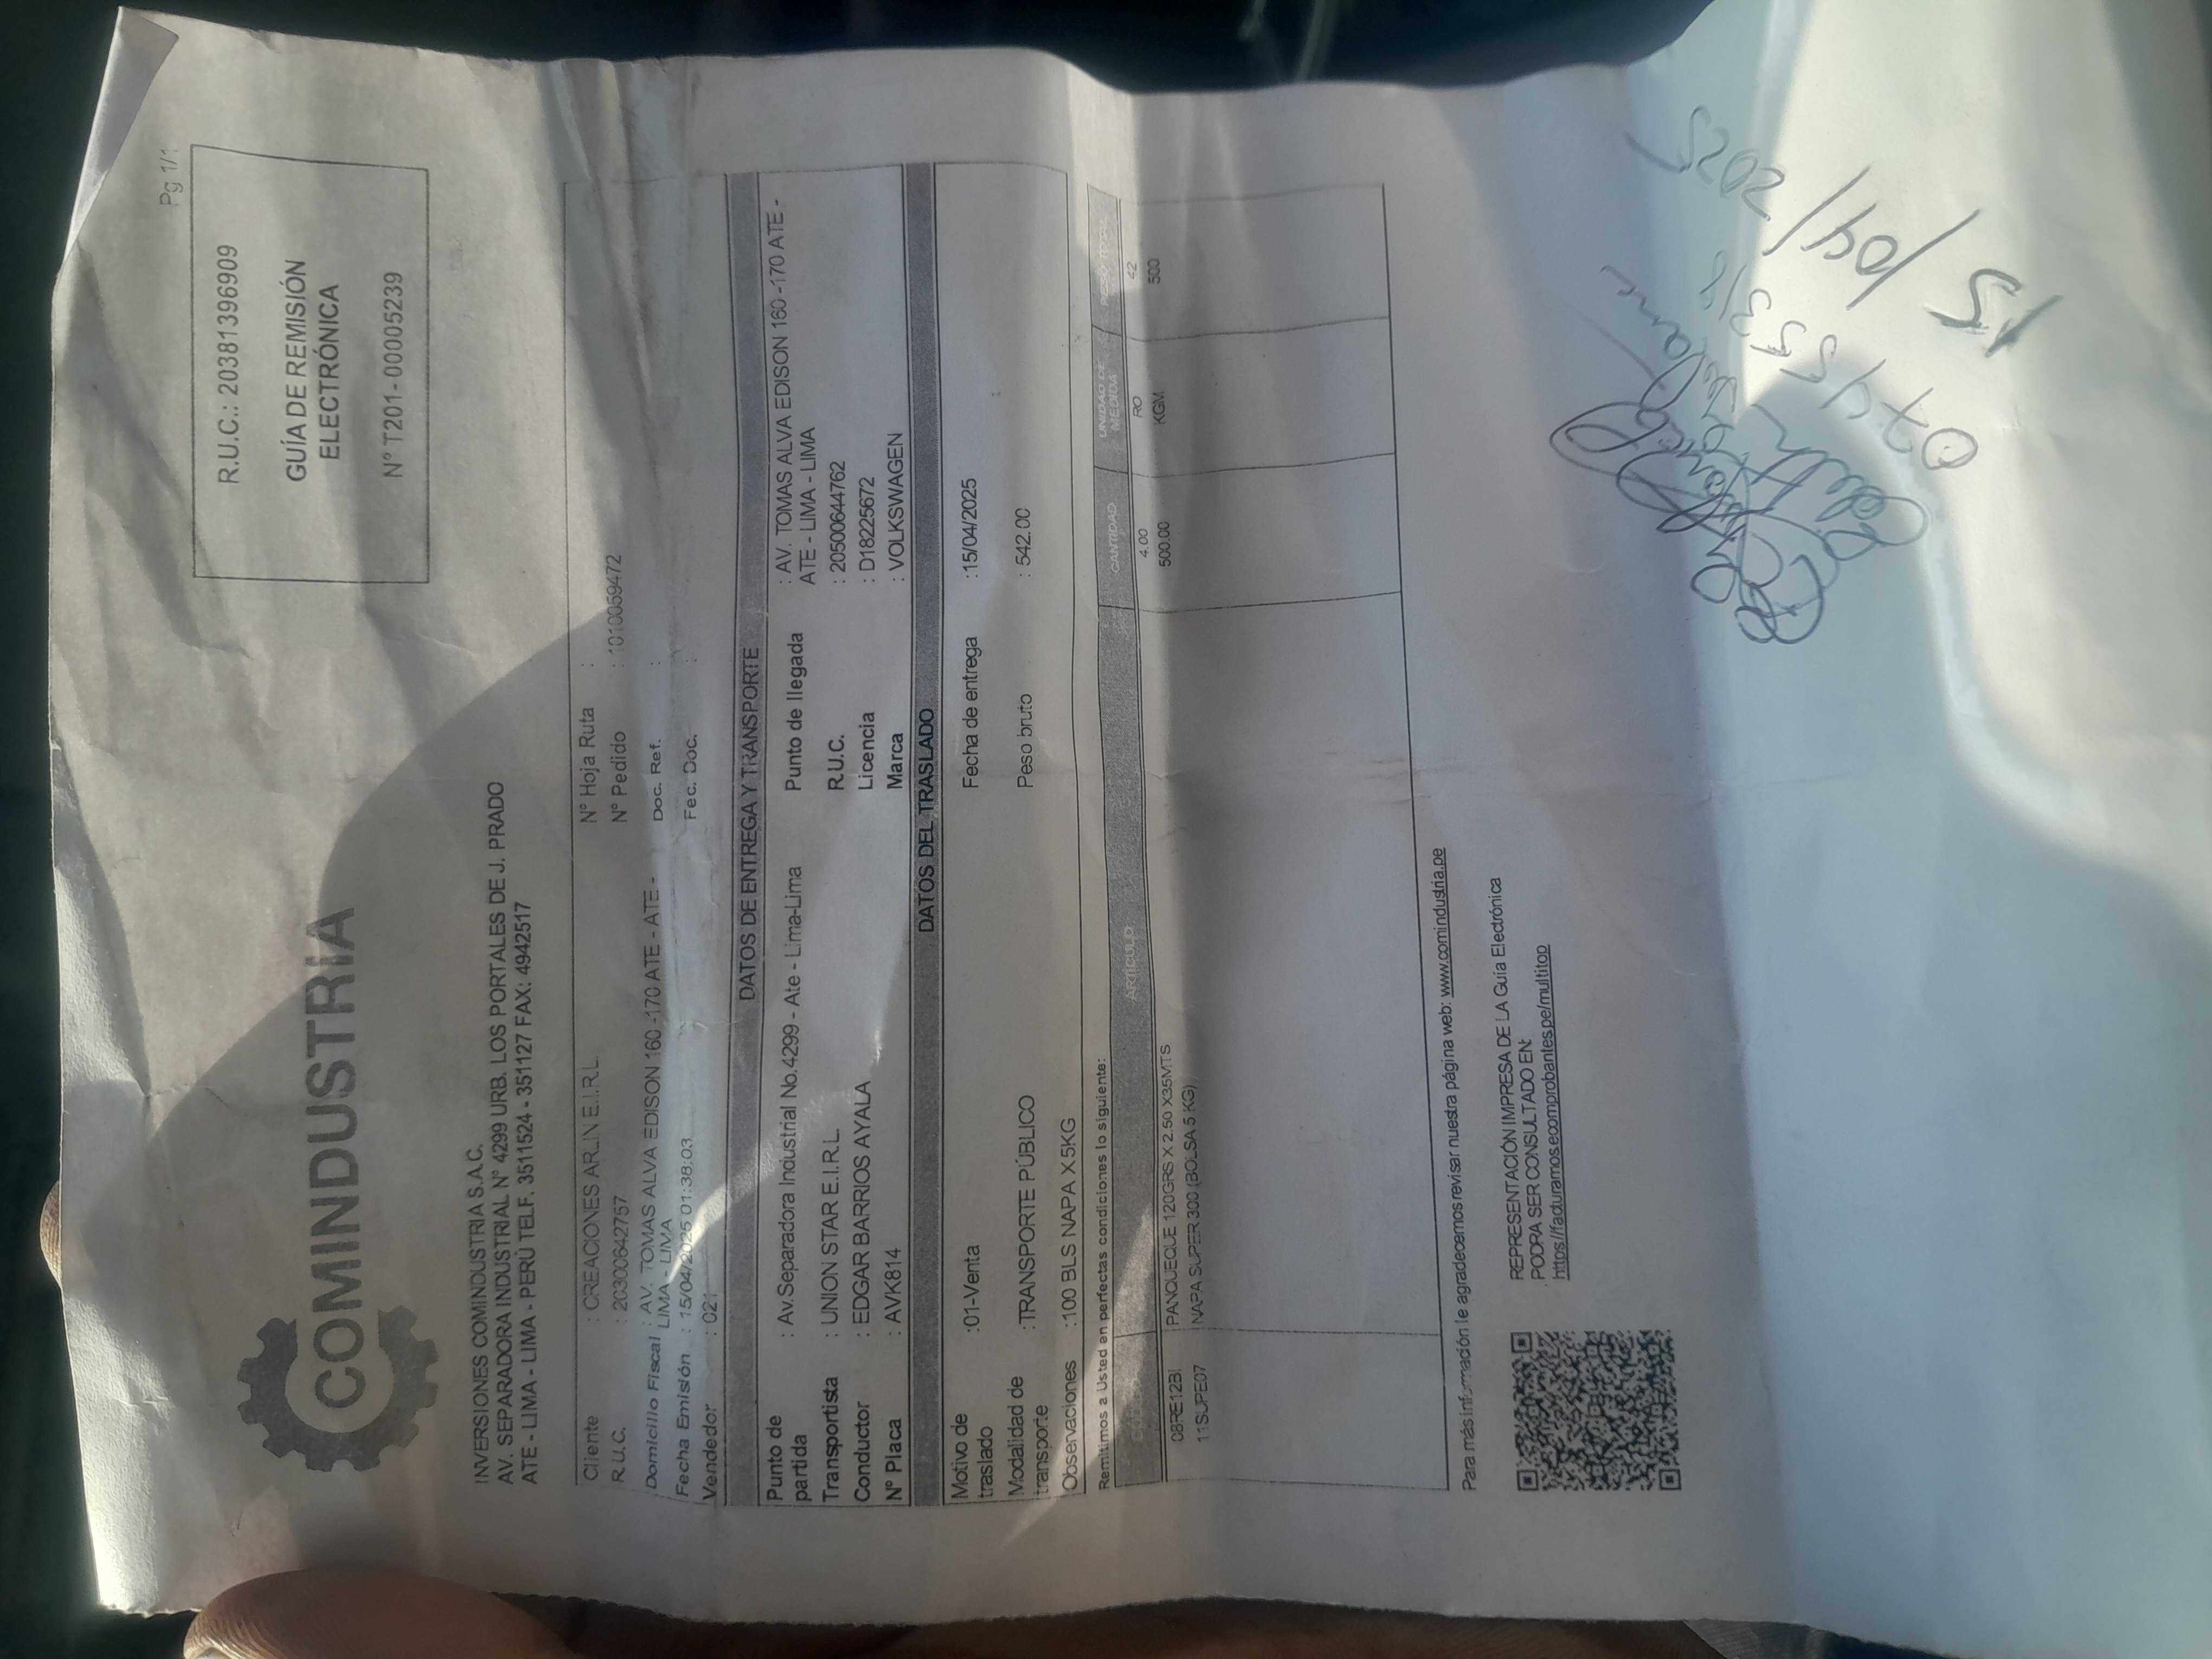 Pg 1/1
COMINDUSTRIA
R.U.C.: 20381396909
GUÍA DE REMISIÓN
ELECTRÓNICA
N° T201-00005239
INVERSIONES COMINDUSTRIA S.A.C.
AV. SEPARADORA INDUSTRIAL N° 4299 URB. LOS PORTALES DE J. PRADO
ATE - LIMA - LIMA - PERÚ TELF. 3511524 - 351127 FAX: 4942517
Cliente : CREACIONES ARLIN E.I.R.L. N° Hoja Ruta :
R.U.C. : 20300642757 N° Pedido : 1010059472
Domicilio Fiscal : AV. TOMAS ALVA EDISON 160 -170 ATE - ATE - Doc. Ref. :
LIMA - LIMA
Fecha Emisión : 15/04/2025 01:38:03 Fec. Doc. :
Vendedor : 021
DATOS DE ENTREGA Y TRANSPORTE
Punto de partida : Av.Separadora Industrial No.4299 - Ate - Lima-Lima Punto de llegada : AV. TOMAS ALVA EDISON 160 -170 ATE -
ATE - LIMA - LIMA
Transportista : UNION STAR E.I.R.L. R.U.C. : 20500644762
Conductor : EDGAR BARRIOS AYALA Licencia : D18225672
N° Placa : AVK814 Marca : VOLKSWAGEN
DATOS DEL TRASLADO
Motivo de traslado :01-Venta Fecha de entrega :15/04/2025
Modalidad de transporte :TRANSPORTE PÚBLICO Peso bruto : 542.00
Observaciones :100 BLS NAPA X 5KG
Remitimos a Usted en perfectas condiciones lo siguiente:
ARTÍCULO CANTIDAD UNIDAD DE MEDIDA
PANQUEQUE 120GRS X 2.50 X35MTS 4.00 RO 42
11SUPE07 NAPA SUPER 300 (BOLSA 5 KG) 500.00 KGM 500
Para más información le agradecemos revisar nuestra página web: www.comindustria.pe
REPRESENTACIÓN IMPRESA DE LA Guía Electrónica
PODRA SER CONSULTADO EN:
https://facturamos.ecomprobantes.pe/multitop
15/04/2025